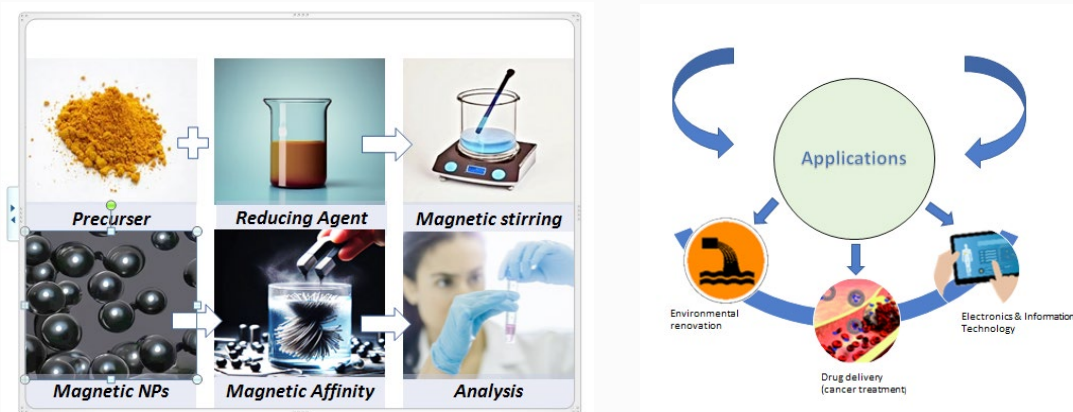 Precurser
Reducing Agent
Magnetic stirring
Magnetic NPs
Magnetic Affinity
Analysis
Applications
Environmental
renovation
Drug delivery
(cancer treatment)
Electronics & Information
Technology